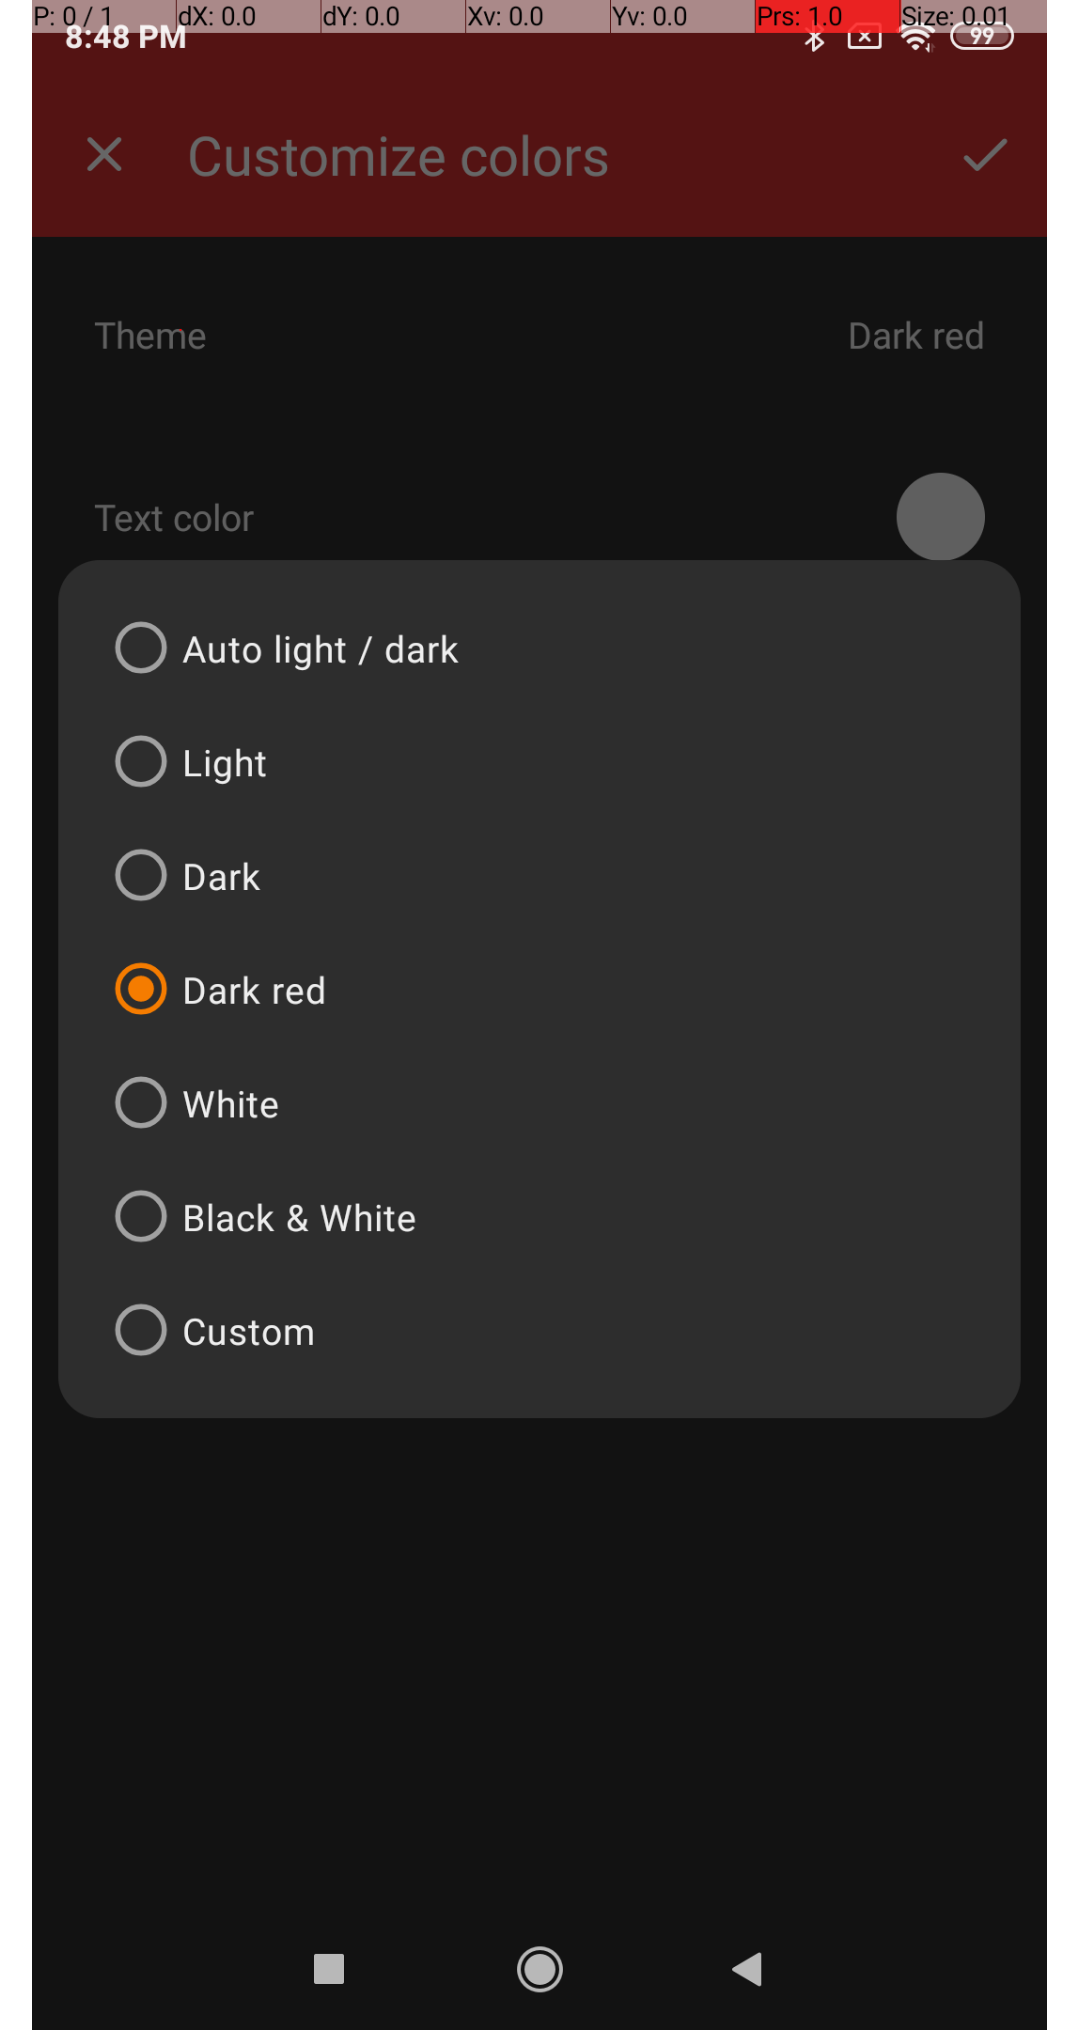 P: 0 / 1 dX: 0.0 dY: 0.0 Xv: 0.0 Yv: 0.0 Prs: 1.0 Size: 0.01
8:48 PM 99
Customize colors
Theme Dark red
Text color
Auto light / dark
Light
Dark
Dark red
White
Black & White
Custom